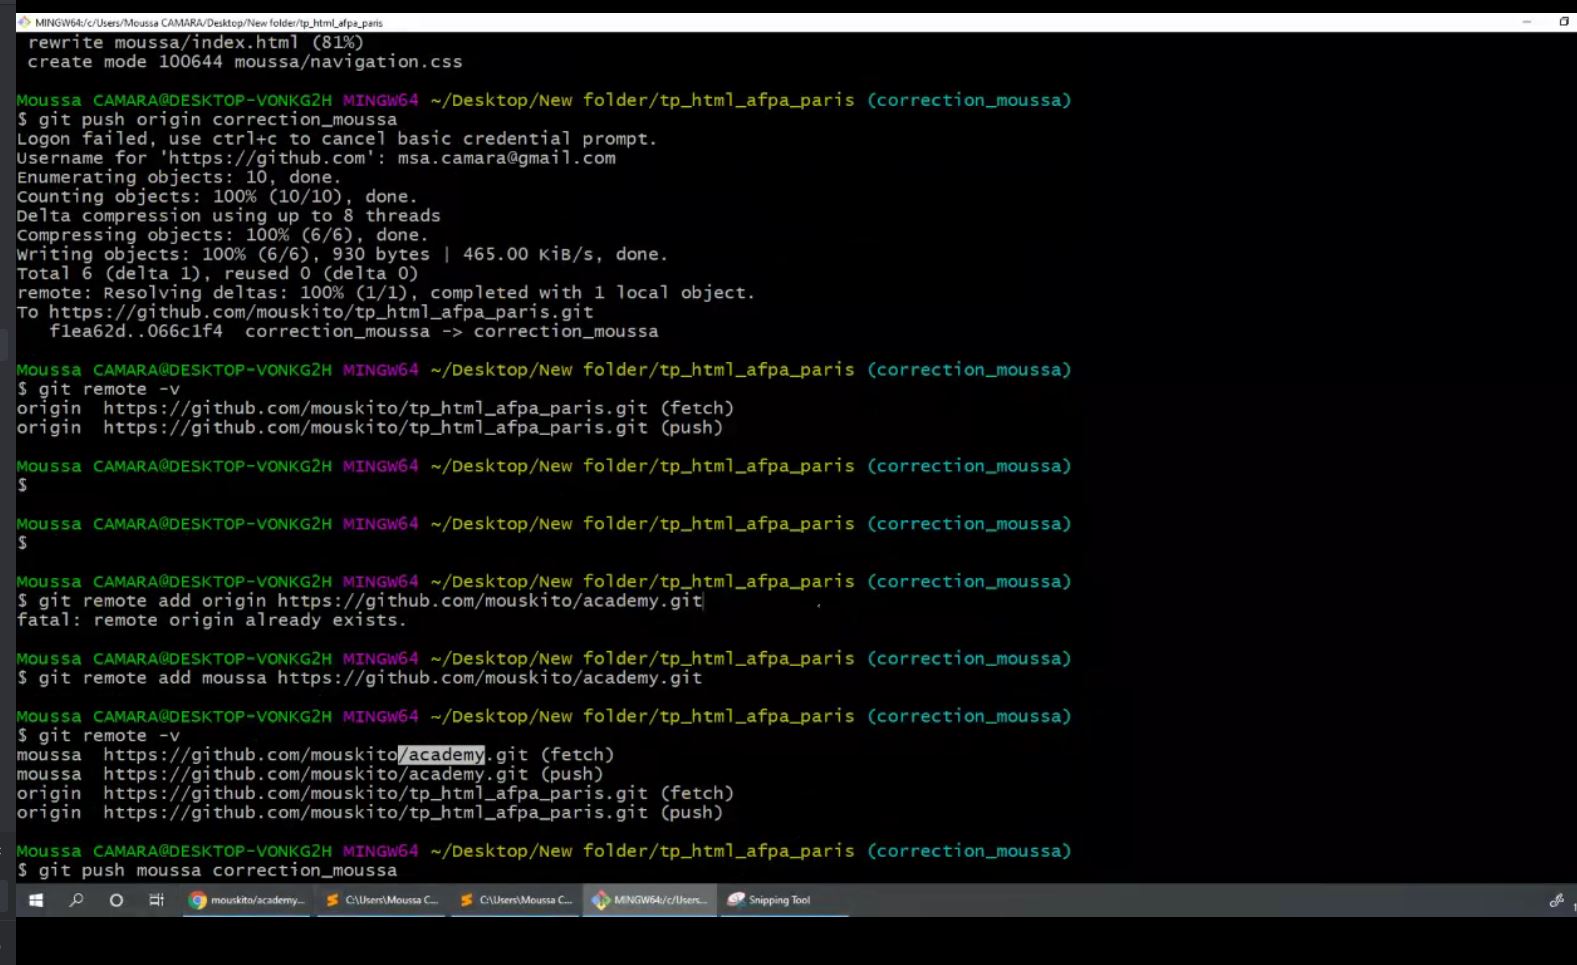 MINGW64:/c/Users/Moussa CAMARA/Desktop/New folder/tp_html_afpa_paris
rewrite moussa/index.html (81%)
create mode 100644 moussa/navigation.css
Moussa CAMARA@DESKTOP-VONKG2H MINGW64 ~/Desktop/New folder/tp_html_afpa_paris (correction_moussa)
$ git push origin correction_moussa
Logon failed, use ctrl+c to cancel basic credential prompt.
Username for 'https://github.com': msa.camara@gmail.com
Enumerating objects: 10, done.
Counting objects: 100% (10/10), done.
Delta compression using up to 8 threads
Compressing objects: 100% (6/6), done.
Writing objects: 100% (6/6), 930 bytes | 465.00 KiB/s, done.
Total 6 (delta 1), reused 0 (delta 0)
remote: Resolving deltas: 100% (1/1), completed with 1 local object.
To https://github.com/mouskito/tp_html_afpa_paris.git
f1ea62d..066c1f4 correction_moussa -> correction_moussa
Moussa CAMARA@DESKTOP-VONKG2H MINGW64 ~/Desktop/New folder/tp_html_afpa_paris (correction_moussa)
$ git remote -v
origin https://github.com/mouskito/tp_html_afpa_paris.git (fetch)
origin https://github.com/mouskito/tp_html_afpa_paris.git (push)
Moussa CAMARA@DESKTOP-VONKG2H MINGW64 ~/Desktop/New folder/tp_html_afpa_paris (correction_moussa)
$
Moussa CAMARA@DESKTOP-VONKG2H MINGW64 ~/Desktop/New folder/tp_html_afpa_paris (correction_moussa)
$
Moussa CAMARA@DESKTOP-VONKG2H MINGW64 ~/Desktop/New folder/tp_html_afpa_paris (correction_moussa)
$ git remote add origin https://github.com/mouskito/academy.git
fatal: remote origin already exists.
Moussa CAMARA@DESKTOP-VONKG2H MINGW64 ~/Desktop/New folder/tp_html_afpa_paris (correction_moussa)
$ git remote add moussa https://github.com/mouskito/academy.git
Moussa CAMARA@DESKTOP-VONKG2H MINGW64 ~/Desktop/New folder/tp_html_afpa_paris (correction_moussa)
$ git remote -v
moussa https://github.com/mouskito/academy.git (fetch)
moussa https://github.com/mouskito/academy.git (push)
origin https://github.com/mouskito/tp_html_afpa_paris.git (fetch)
origin https://github.com/mouskito/tp_html_afpa_paris.git (push)
Moussa CAMARA@DESKTOP-VONKG2H MINGW64 ~/Desktop/New folder/tp_html_afpa_paris (correction_moussa)
$ git push moussa correction_moussa
mouskito/academy... C:\Users\Moussa C... C:\Users\Moussa C... MINGW64:/c/Users... Snipping Tool